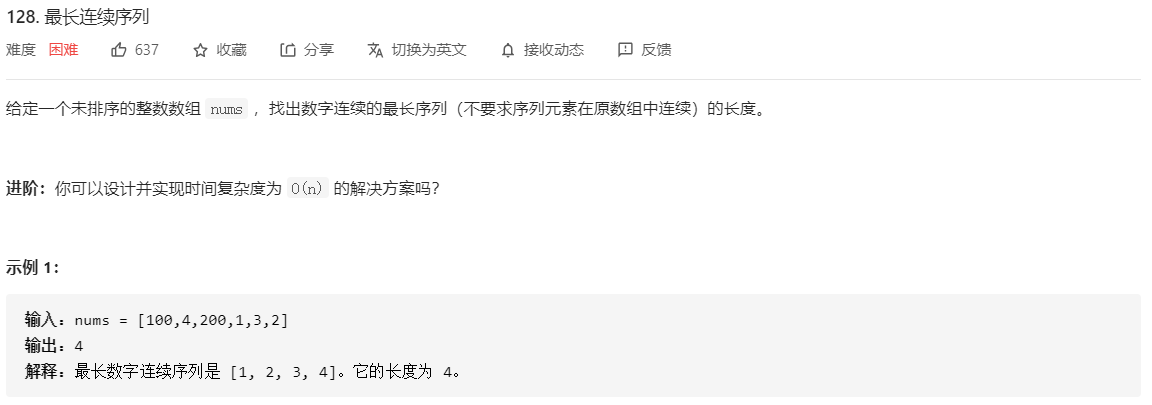 128. 最长连续序列
难度 困难 637 收藏 分享 切换为英文 接收动态 反馈
给定一个未排序的整数数组 nums ，找出数字连续的最长序列（不要求序列元素在原数组中连续）的长度。
进阶：你可以设计并实现时间复杂度为 O(n) 的解决方案吗？
示例 1：
输入：nums = [100,4,200,1,3,2]
输出：4
解释：最长数字连续序列是 [1, 2, 3, 4]。它的长度为 4。